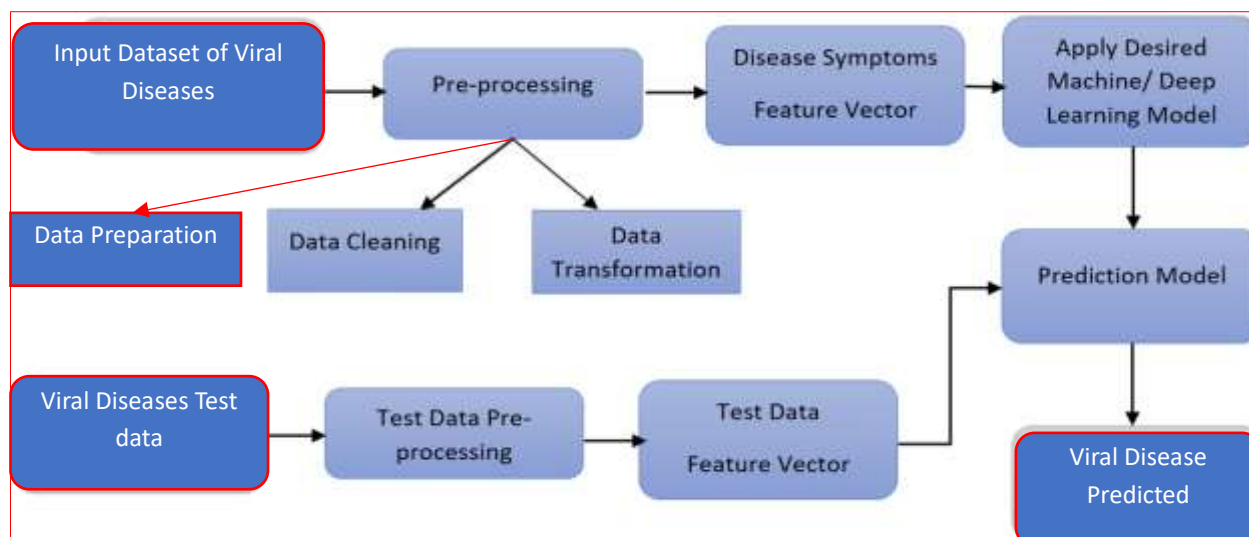 Input Dataset of Viral
Diseases
Pre-processing
Disease Symptoms
Feature Vector
Apply Desired
Machine/ Deep
Learning Model
Data Preparation
Data Cleaning
Data
Transformation
Prediction Model
Viral Diseases Test
data
Test Data Pre-
processing
Test Data
Feature Vector
Viral Disease
Predicted